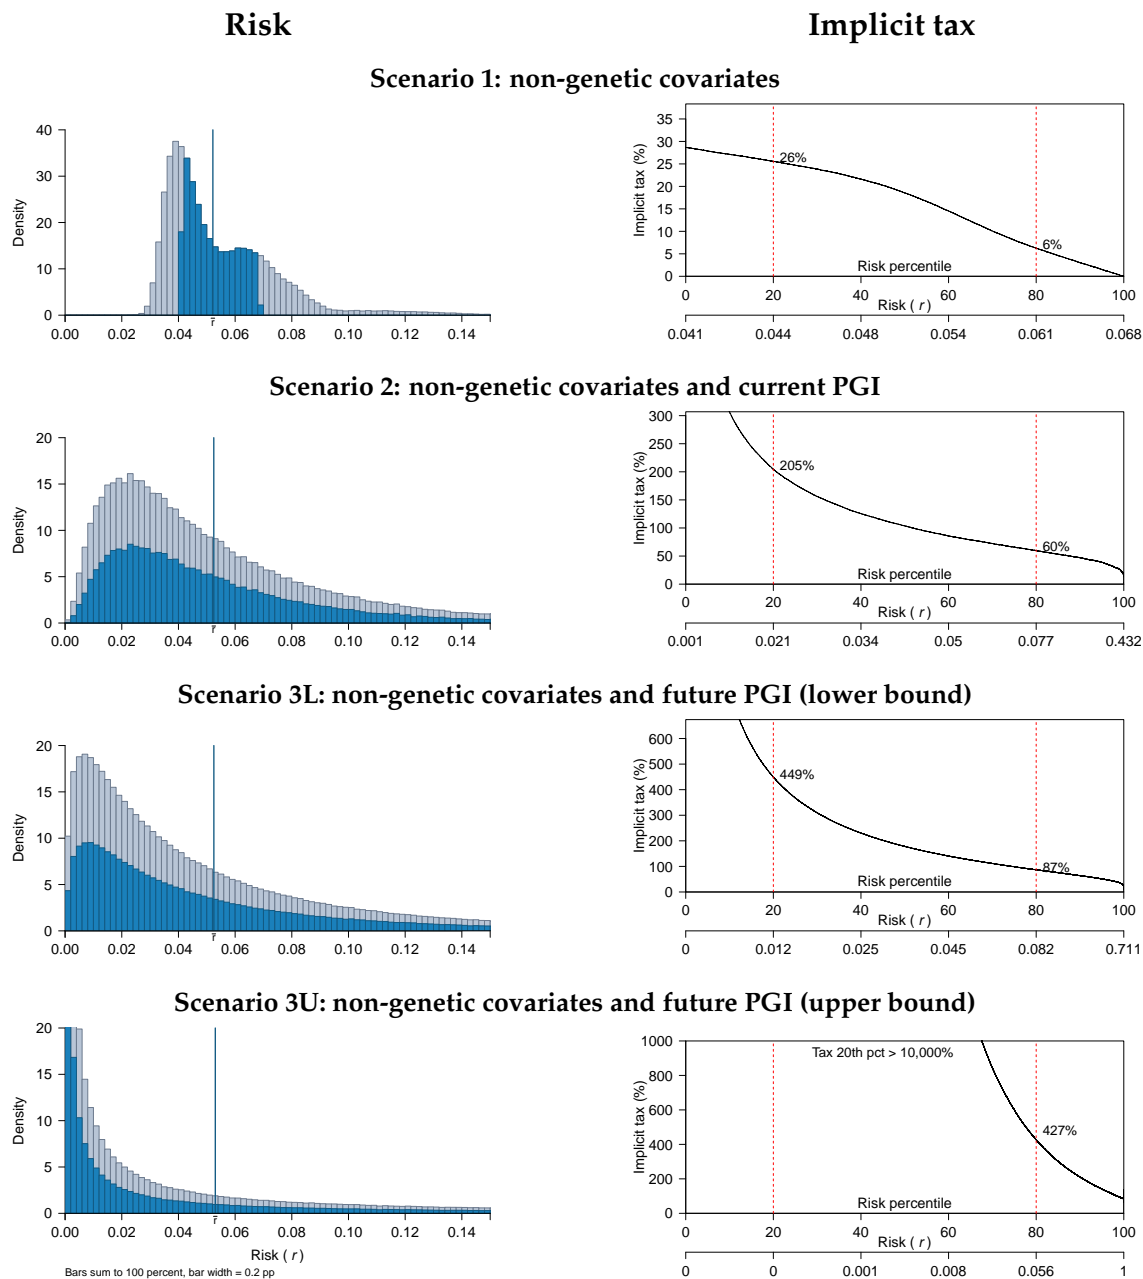 Risk
Implicit tax
Scenario 1: non-genetic covariates
Density
40
30
20
10
0
0.00 0.02 0.04 0.06 0.08 0.10 0.12 0.14
r̄
Implicit tax (%)
35
30
25
20
15
10
5
0
26%
6%
Risk percentile
0 20 40 60 80 100
Risk ( r )
0.041 0.044 0.048 0.054 0.061 0.068
Scenario 2: non-genetic covariates and current PGI
Density
20
15
10
5
0
0.00 0.02 0.04 0.06 0.08 0.10 0.12 0.14
r̄
Implicit tax (%)
300
250
200
150
100
50
0
205%
60%
Risk percentile
0 20 40 60 80 100
Risk ( r )
0.001 0.021 0.034 0.05 0.077 0.432
Scenario 3L: non-genetic covariates and future PGI (lower bound)
Density
20
15
10
5
0
0.00 0.02 0.04 0.06 0.08 0.10 0.12 0.14
r̄
Implicit tax (%)
600
500
400
300
200
100
0
449%
87%
Risk percentile
0 20 40 60 80 100
Risk ( r )
0 0.012 0.025 0.045 0.082 0.711
Scenario 3U: non-genetic covariates and future PGI (upper bound)
Density
20
15
10
5
0
0.00 0.02 0.04 0.06 0.08 0.10 0.12 0.14
r̄
Risk ( r )
Bars sum to 100 percent, bar width = 0.2 pp
Implicit tax (%)
1000
800
600
400
200
0
Tax 20th pct > 10,000%
427%
Risk percentile
0 20 40 60 80 100
Risk ( r )
0 0 0.001 0.008 0.056 1